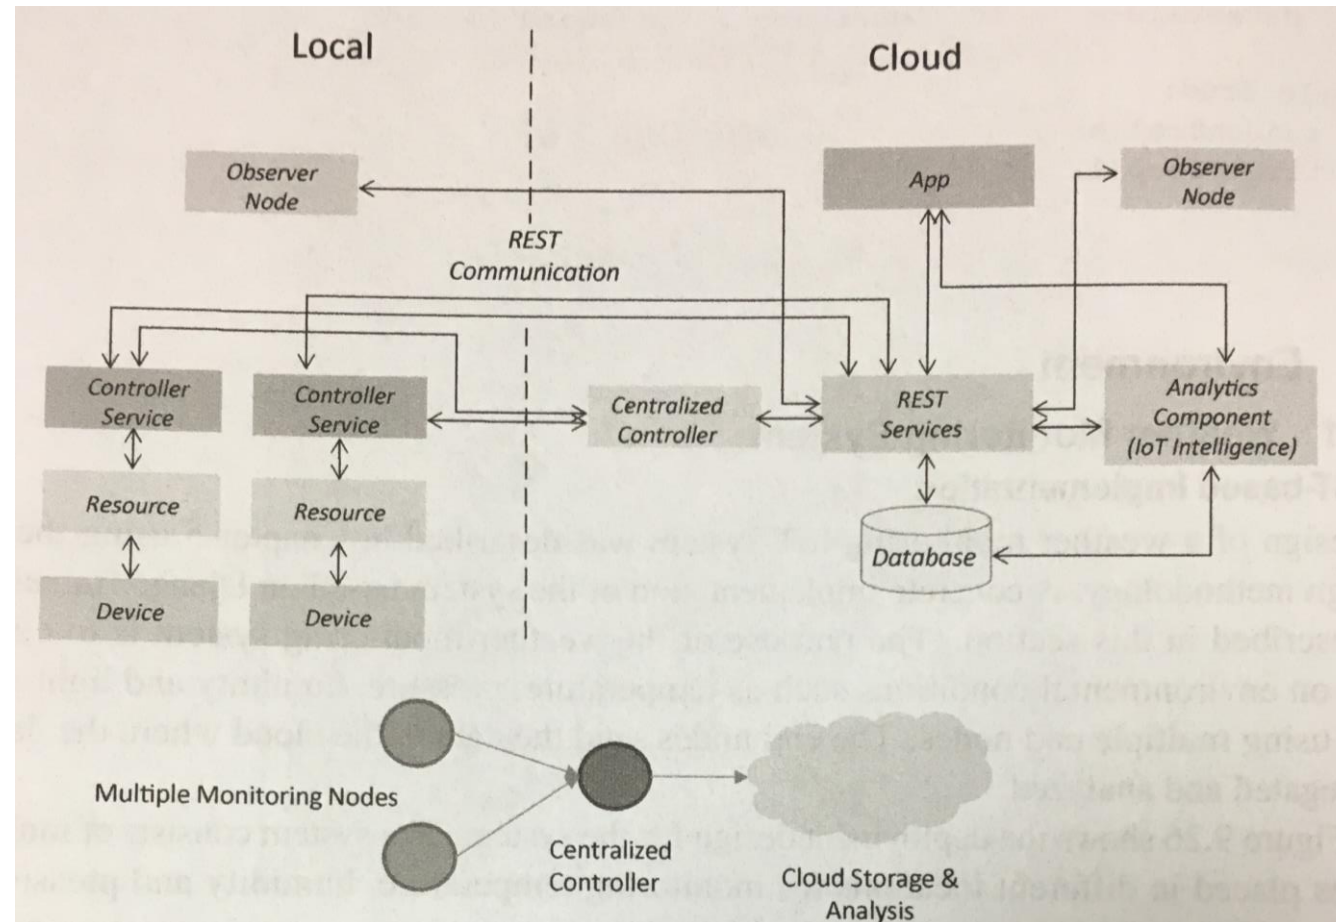 Local
Cloud
Observer
Node
App
Observer
Node
REST
Communication
Controller
Service
Controller
Service
Centralized
Controller
REST
Services
Analytics
Component
(IoT Intelligence)
Resource
Resource
Database
Device
Device
Multiple Monitoring Nodes
Centralized
Controller
Cloud Storage &
Analysis